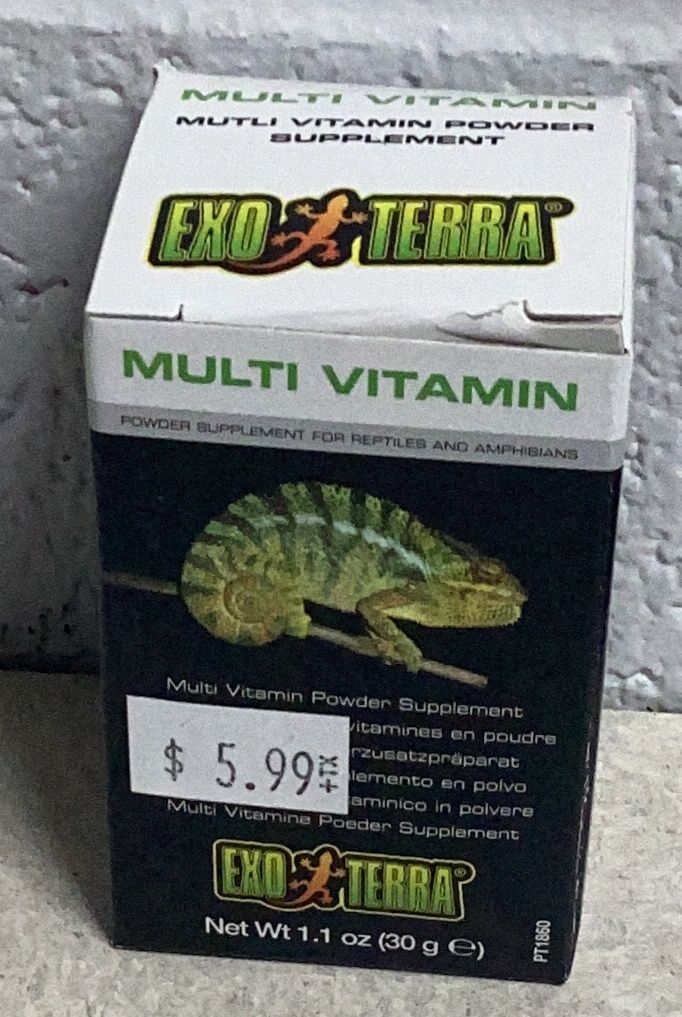 MULTI VITAMIN
MUTLI VITAMIN POWDER
SUPPLEMENT
EXO TERRA®
MULTI VITAMIN
POWDER SUPPLEMENT FOR REPTILES AND AMPHIBIANS
Multi Vitamin Powder Supplement
vitamines en poudre
rzusatzpräparat
lemento en polvo
aminico in polvere
$ 5.99 +TX
Multi Vitamine Poeder Supplement
EXO TERRA®
Net Wt 1.1 oz (30 g ℮)
PT1860